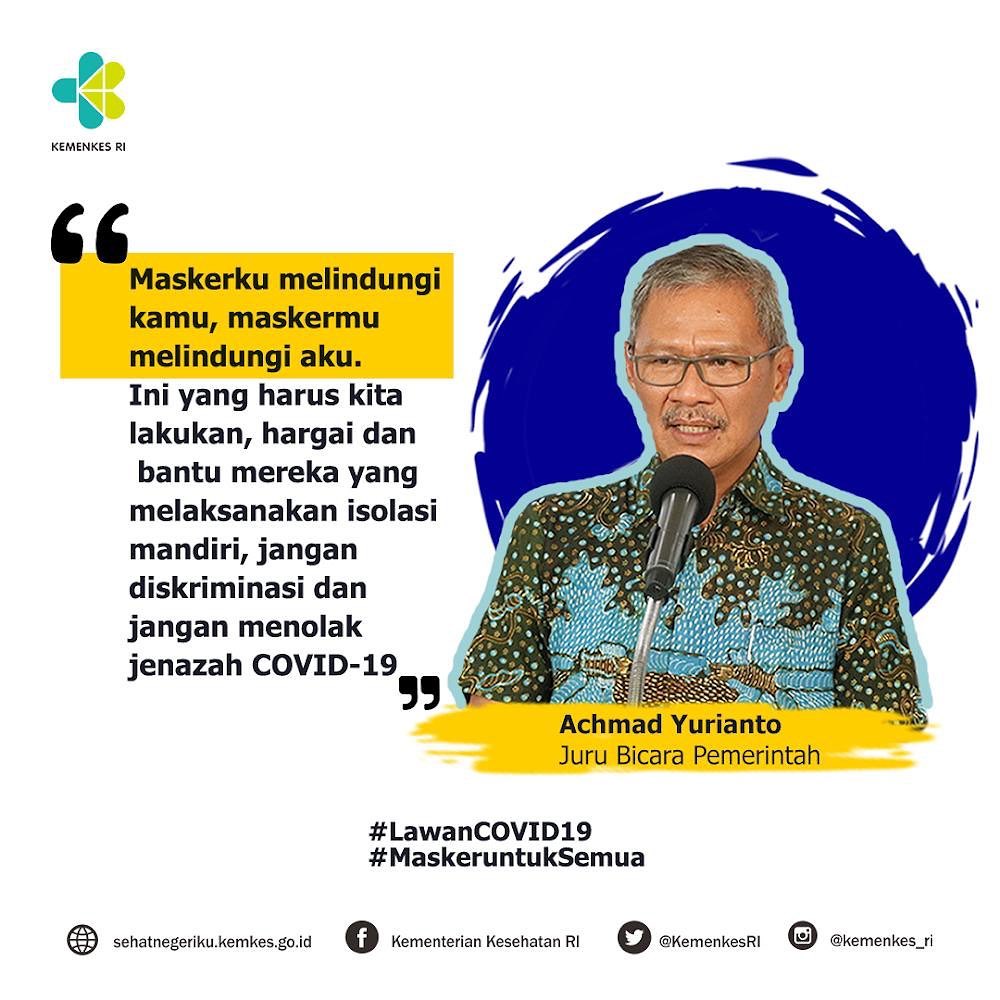 KEMENKES RI
Maskerku melindungi
kamu, maskermu
melindungi aku.
Ini yang harus kita
lakukan, hargai dan
bantu mereka yang
melaksanakan isolasi
mandiri, jangan
diskriminasi dan
jangan menolak
jenazah COVID-19
Achmad Yurianto
Juru Bicara Pemerintah
#LawanCOVID19
#MaskeruntukSemua
sehatnegeriku.kemkes.go.id Kementerian Kesehatan RI @KemenkesRI @kemenkes_ri